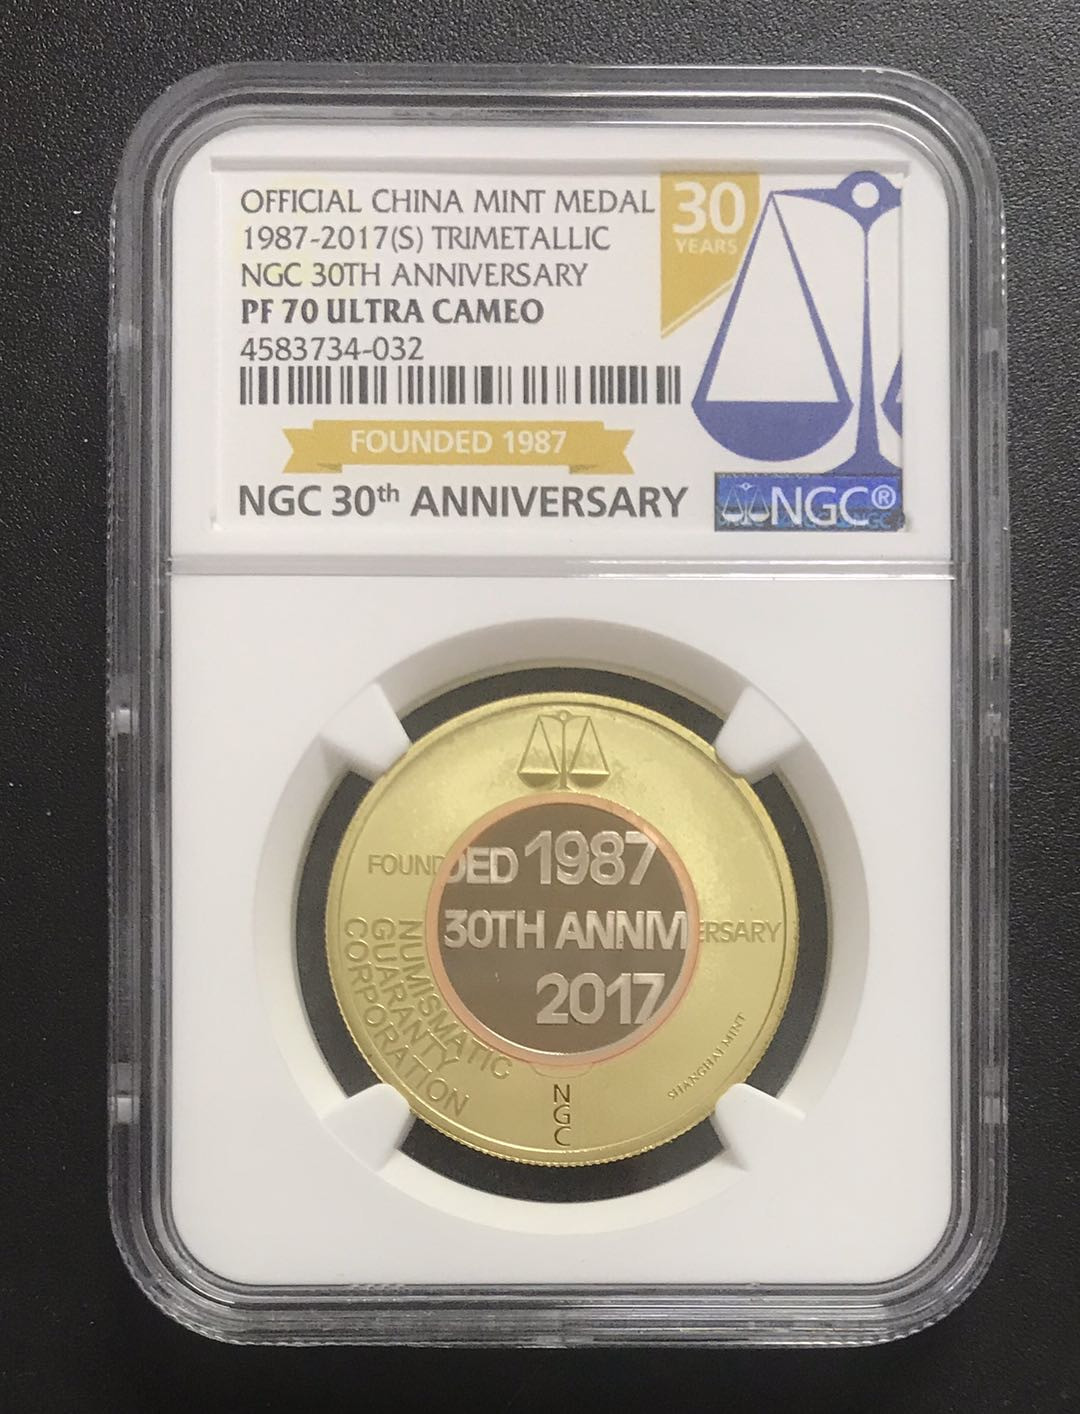 OFFICIAL CHINA MINT MEDAL
1987-2017(S) TRIMETALLIC
NGC 30TH ANNIVERSARY
PF 70 ULTRA CAMEO
4583734-032
30
YEARS
FOUNDED 1987
NGC 30th ANNIVERSARY
NGC®
NGC
FOUNDED 1987
30TH ANNIVERSARY
2017
NUMISMATIC
GUARANTY
CORPORATION
NGC
SHANGHAI MINT